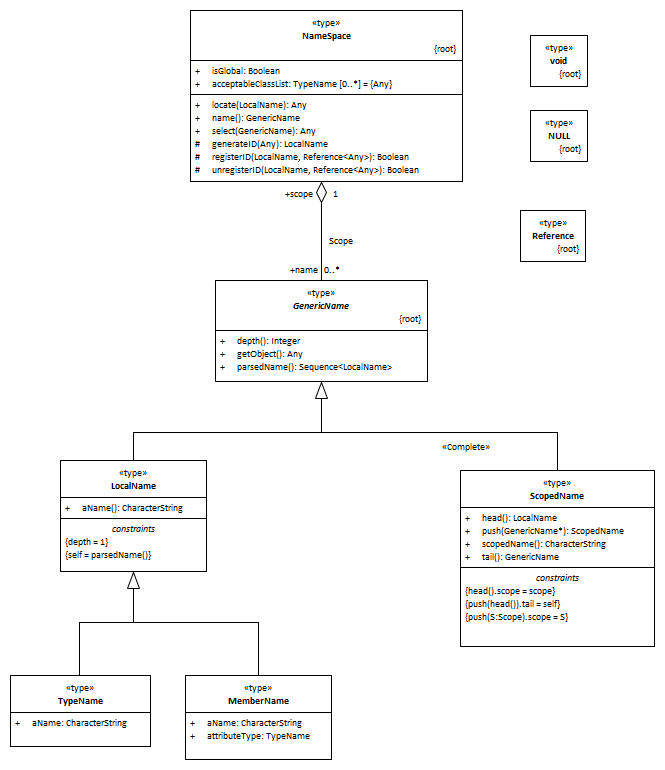 «type»
NameSpace
{root}
+ isGlobal: Boolean
+ acceptableClassList: TypeName [0..*] = {Any}
+ locate(LocalName): Any
+ name(): GenericName
+ select(GenericName): Any
# generateID(Any): LocalName
# registerID(LocalName, Reference<Any>): Boolean
# unregisterID(LocalName, Reference<Any>): Boolean
«type»
void
{root}
«type»
NULL
{root}
«type»
Reference
{root}
+scope 1
Scope
+name 0..*
«type»
GenericName
{root}
+ depth(): Integer
+ getObject(): Any
+ parsedName(): Sequence<LocalName>
«Complete»
«type»
LocalName
+ aName(): CharacterString
constraints
{depth = 1}
{self = parsedName()}
«type»
ScopedName
+ head(): LocalName
+ push(GenericName*): ScopedName
+ scopedName(): CharacterString
+ tail(): GenericName
constraints
{head().scope = scope}
{push(head()).tail = self}
{push(S:Scope).scope = S}
«type»
TypeName
+ aName: CharacterString
«type»
MemberName
+ aName: CharacterString
+ attributeType: TypeName